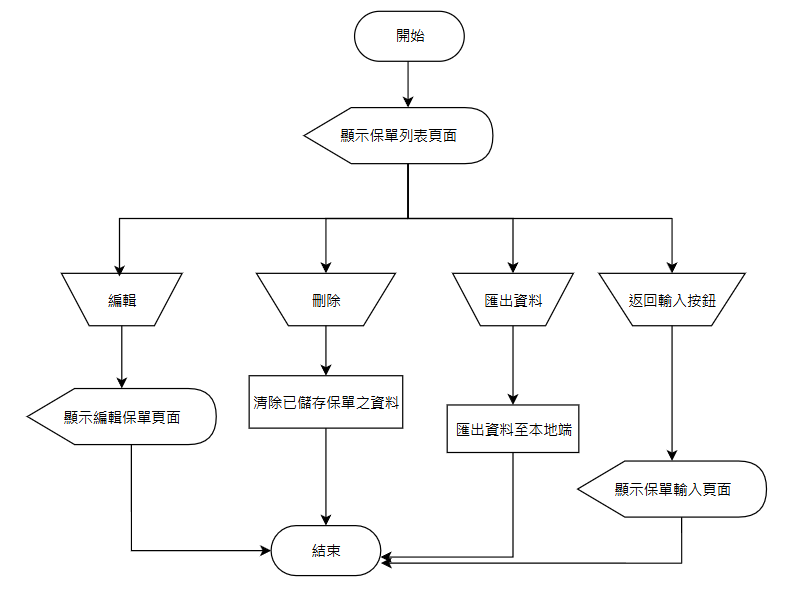 開始
顯示保單列表頁面
編輯
刪除
匯出資料
返回輸入按鈕
顯示編輯保單頁面
清除已儲存保單之資料
匯出資料至本地端
顯示保單輸入頁面
結束